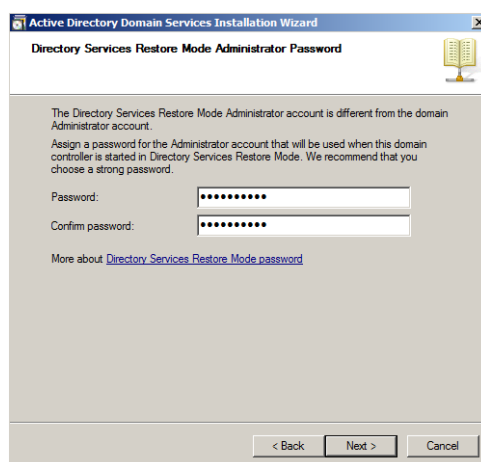 Active Directory Domain Services Installation Wizard
Directory Services Restore Mode Administrator Password
The Directory Services Restore Mode Administrator account is different from the domain
Administrator account.
Assign a password for the Administrator account that will be used when this domain
controller is started in Directory Services Restore Mode. We recommend that you
choose a strong password.
Password:
Confirm password:
More about Directory Services Restore Mode password
< Back Next > Cancel